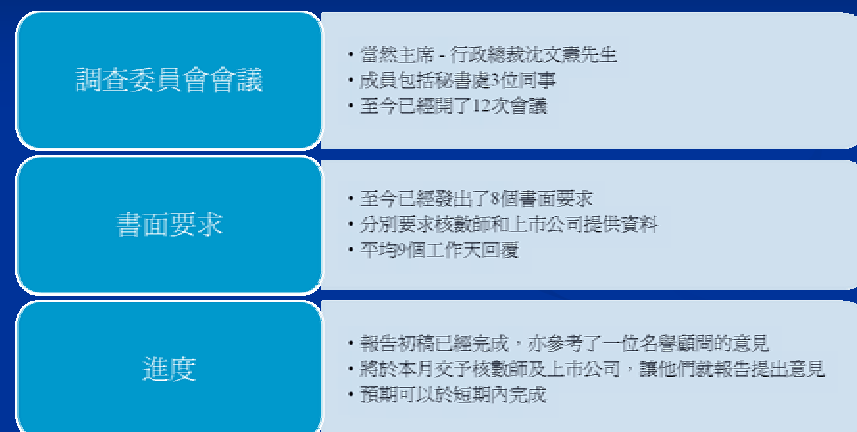 調查委員會會議
• 當然主席 - 行政總裁沈文燾先生
• 成員包括秘書處3位同事
• 至今已經開了12次會議
書面要求
• 至今已經發出了8個書面要求
• 分別要求核數師和上市公司提供資料
• 平均9個工作天回覆
進度
• 報告初稿已經完成，亦參考了一位名譽顧問的意見
• 將於本月交予核數師及上市公司，讓他們就報告提出意見
• 預期可以於短期內完成